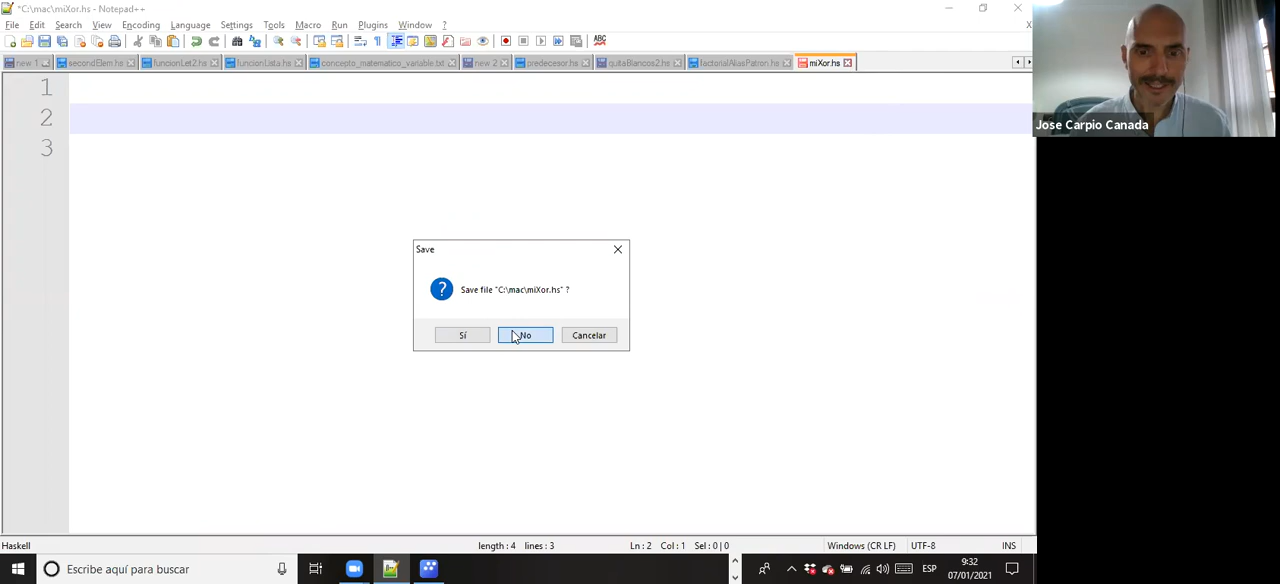 *C:\mac\miXor.hs - Notepad++
File Edit Search View Encoding Language Settings Tools Macro Run Plugins Window ?
X
new 1 secondElem.hs funcionLet2.hs funcionLista.hs concepto_matematico_variable.txt new 2 predecesor.hs quitaBlancos2.hs factorialAliasPatron.hs miXor.hs
1
2
3
Jose Carpio Canada
Save
Save file "C:\mac\miXor.hs" ?
Sí No Cancelar
Haskell length : 4 lines : 3 Ln : 2 Col : 1 Sel : 0 | 0 Windows (CR LF) UTF-8 INS
Escribe aquí para buscar ESP 9:32
07/01/2021